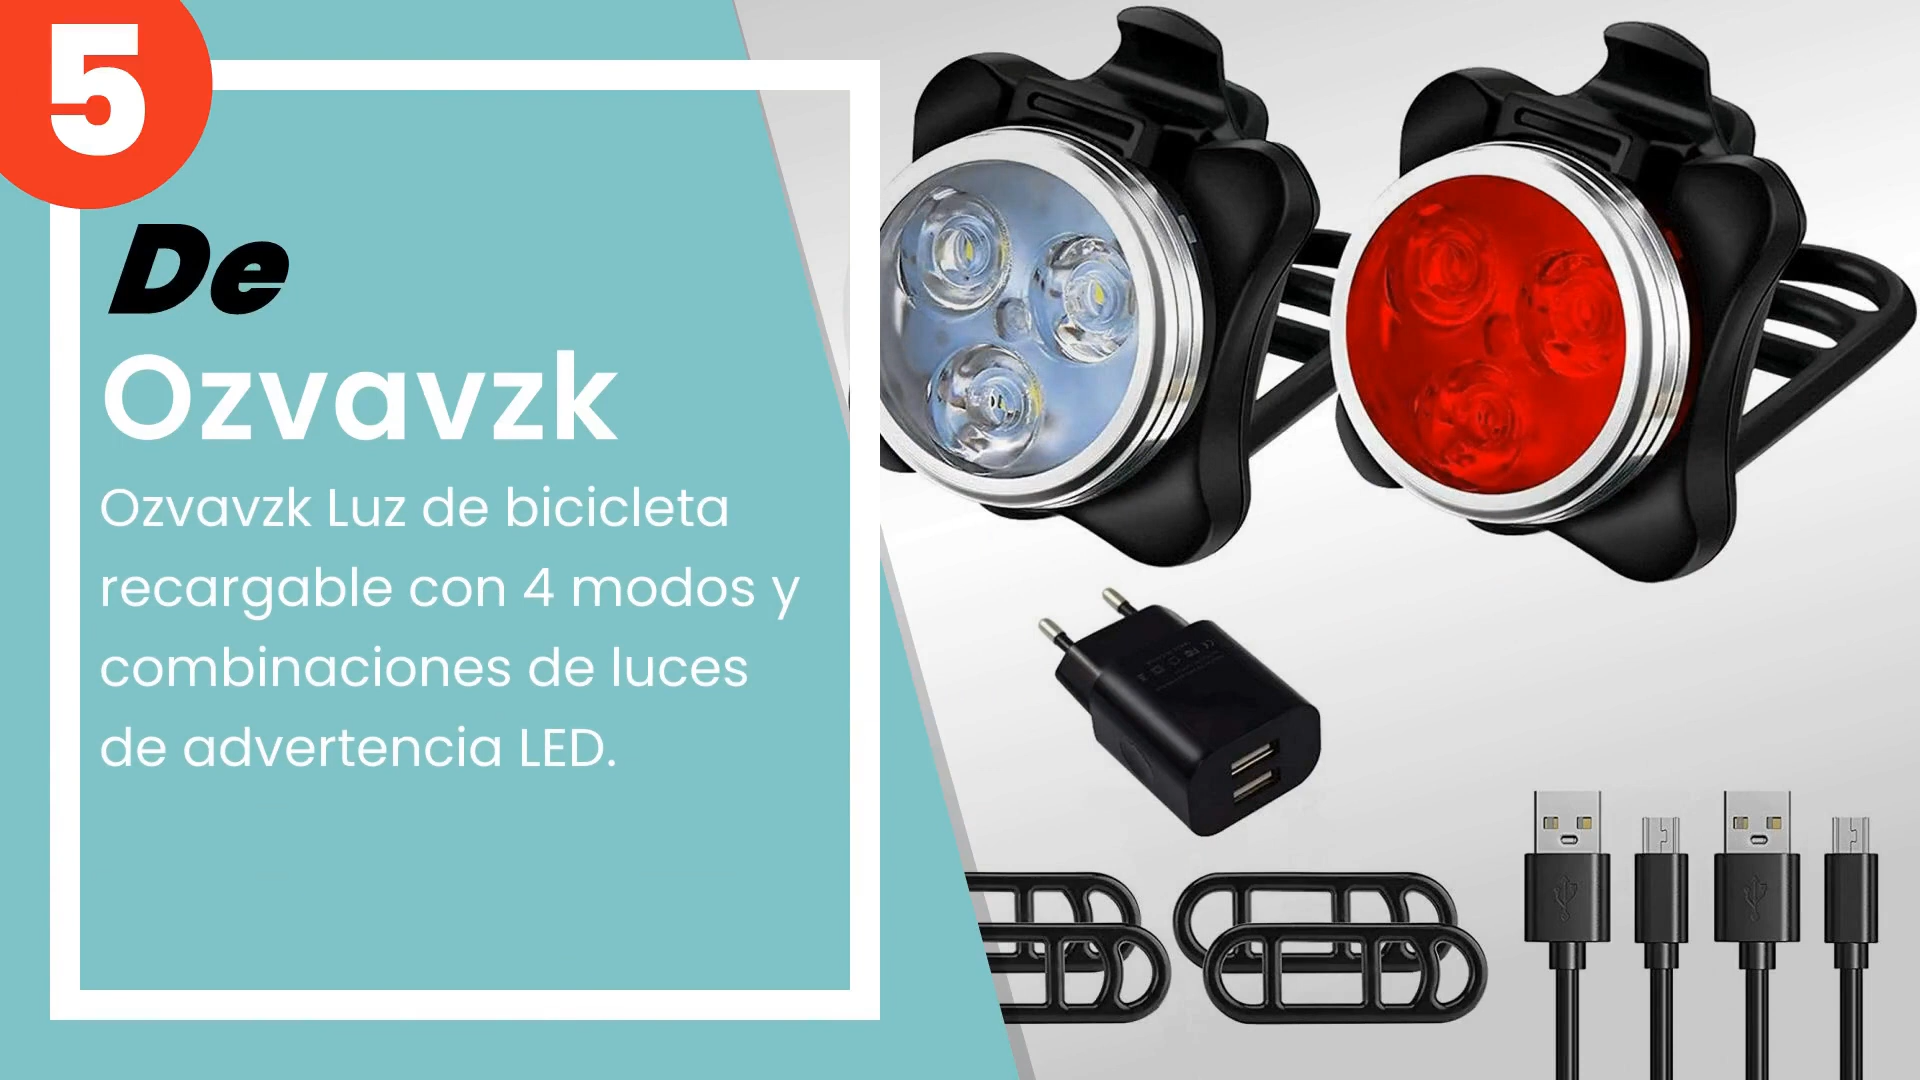 5
De
Ozvavzk
Ozvavzk Luz de bicicleta
recargable con 4 modos y
combinaciones de luces
de advertencia LED.